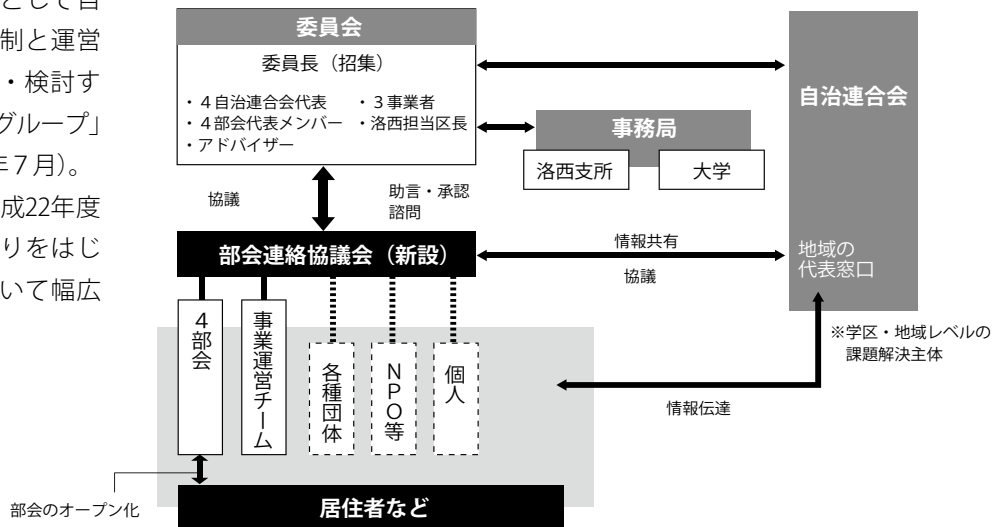 として自
制と運営
・検討す
グループ」
年７月）。
成22年度
りをはじ
いて幅広
委員会
委員長（招集）
・４自治連合会代表　・３事業者
・４部会代表メンバー　・洛西担当区長
・アドバイザー
自治連合会
事務局
洛西支所
大学
協議
助言・承認
諮問
部会連絡協議会（新設）
情報共有
協議
地域の
代表窓口
※学区・地域レベルの
課題解決主体
４部会
事業運営チーム
各種団体
ＮＰＯ等
個人
情報伝達
部会のオープン化
居住者など